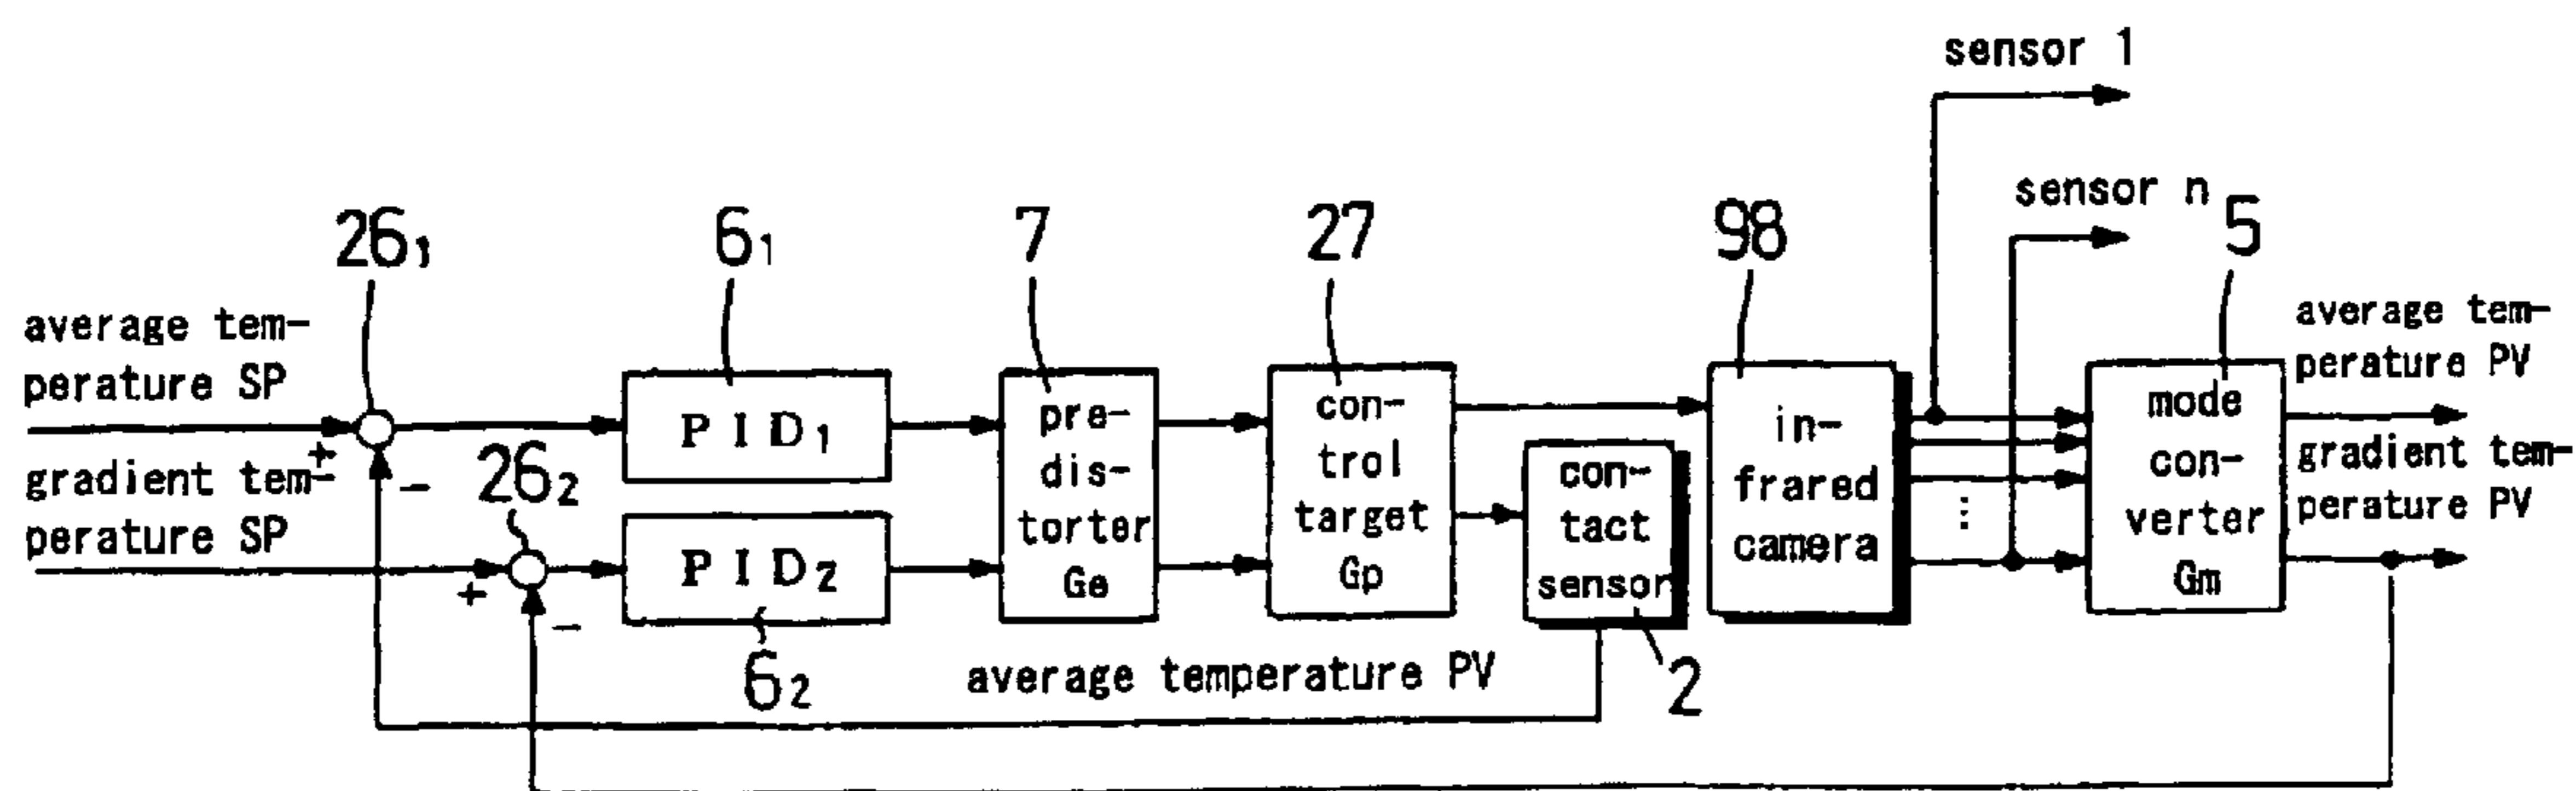 sensor 1
sensor n
26₁
6₁
7
27
98
5
average tem-
perature SP
gradient tem-
perature SP
+
−
26₂
+
−
PID₁
PID₂
6₂
pre-
dis-
torter
Ge
con-
trol
target
Gp
con-
tact
sensor
2
in-
frared
camera
⋮
mode
con-
verter
Gm
average tem-
perature PV
gradient tem-
perature PV
average temperature PV